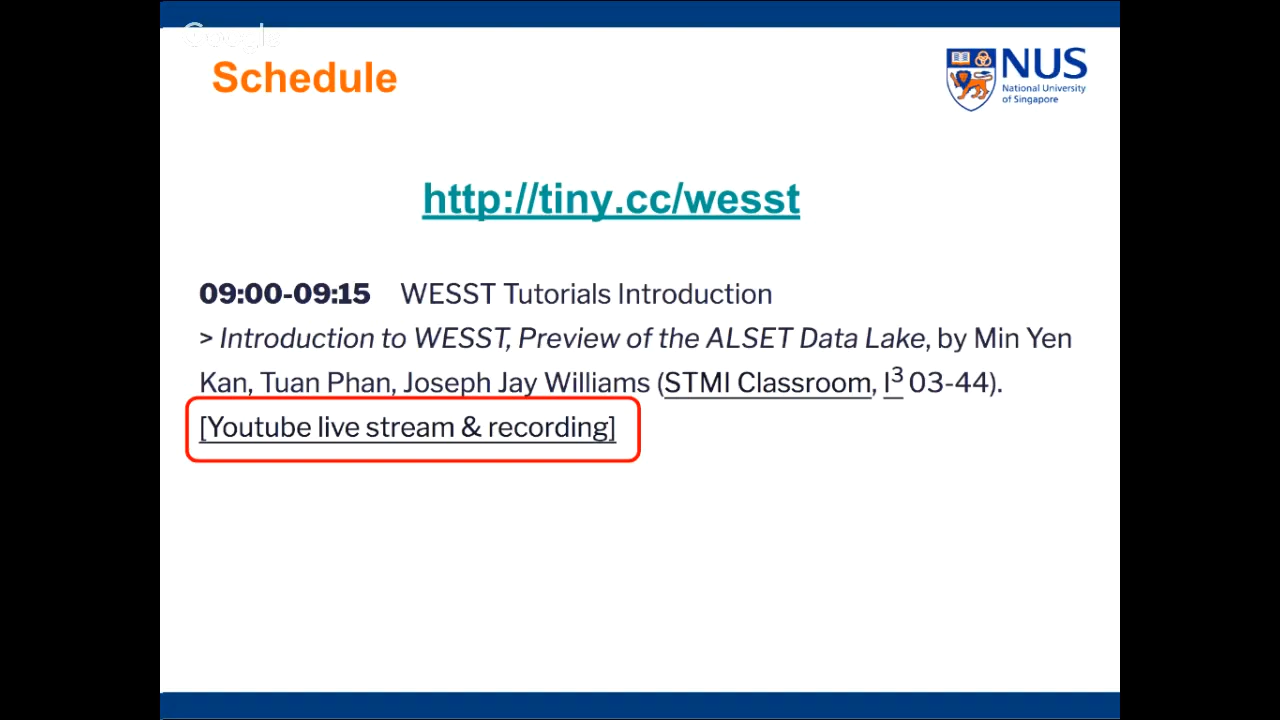 Google
Schedule
NUS
National University
of Singapore
http://tiny.cc/wesst
09:00-09:15 WESST Tutorials Introduction
> Introduction to WESST, Preview of the ALSET Data Lake, by Min Yen
Kan, Tuan Phan, Joseph Jay Williams (STMI Classroom, I³ 03-44).
[Youtube live stream & recording]